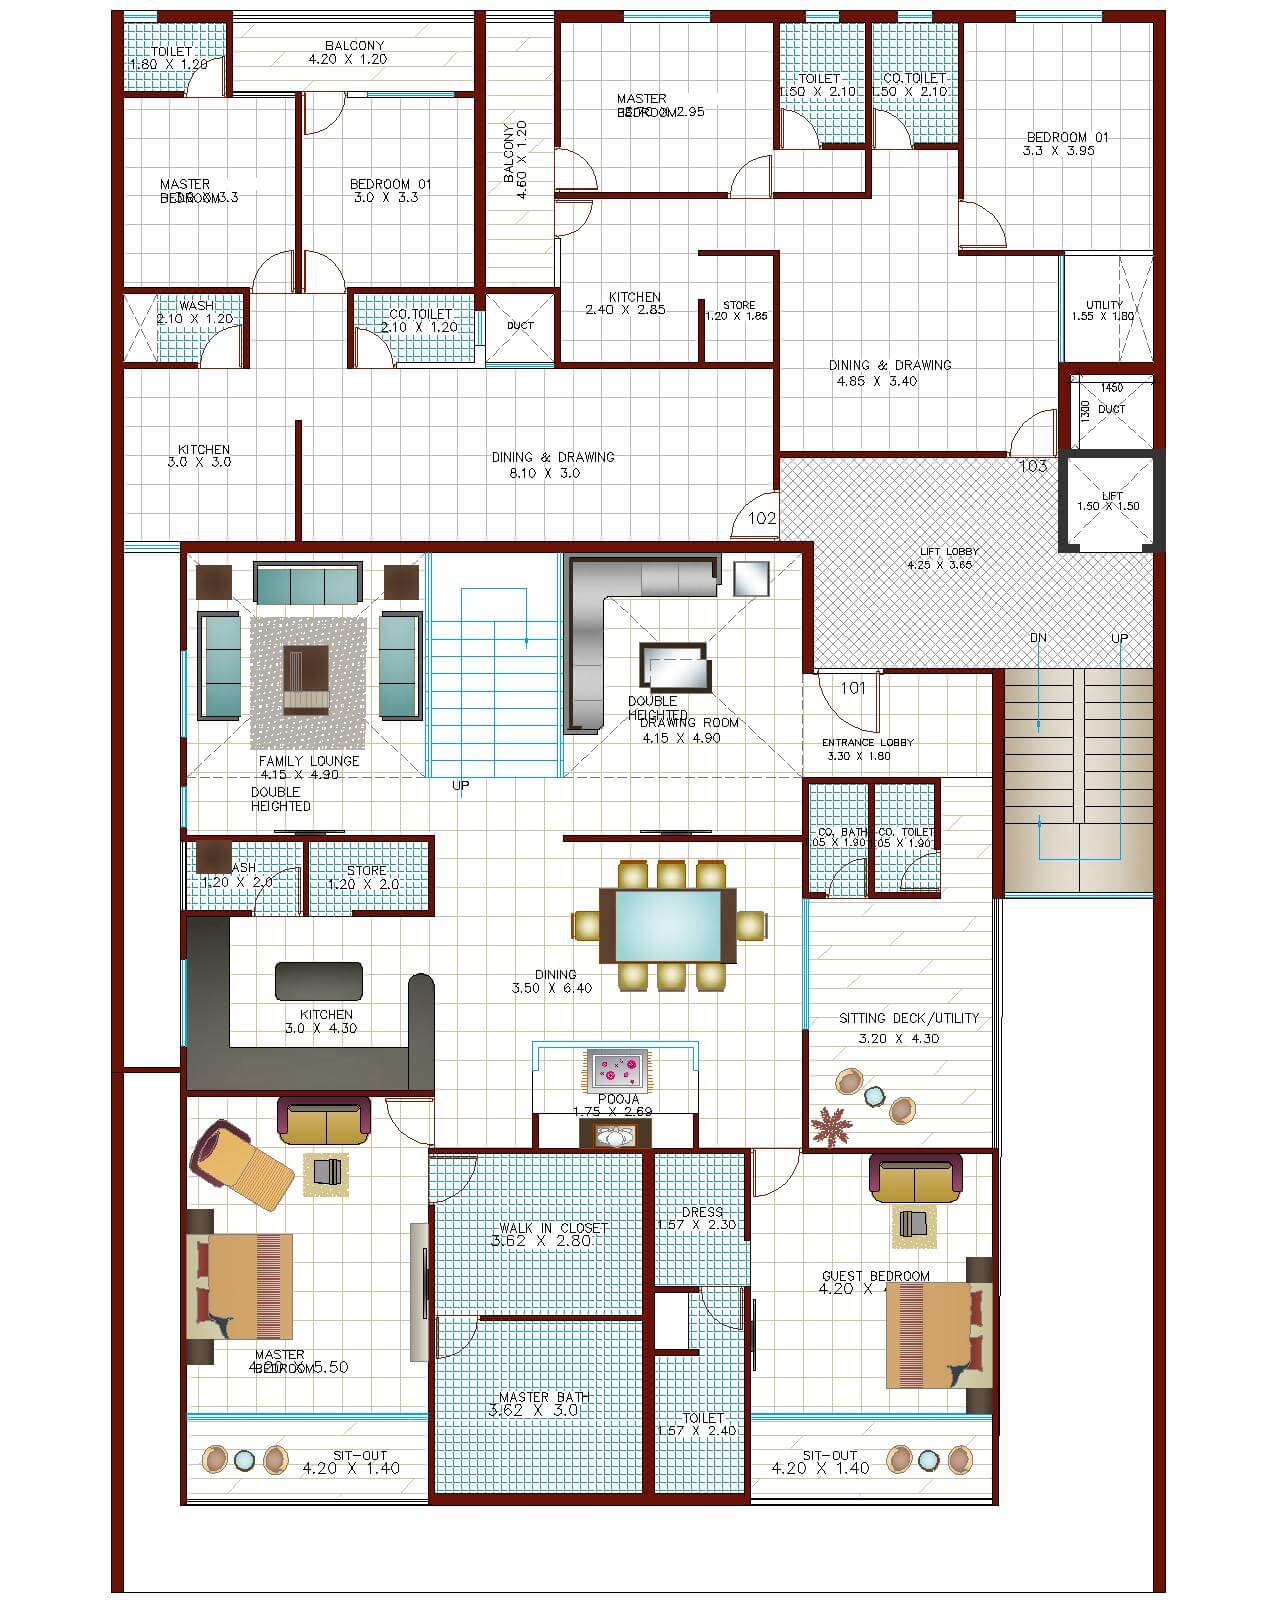 TOILET
1.80 X 1.20
BALCONY
4.20 X 1.20
MASTER
BEDROOM
X 2.95
TOILET
1.50 X 2.10
CO.TOILET
1.50 X 2.10
BEDROOM 01
3.3 X 3.95
BALCONY
4.60 X 1.20
MASTER
BEDROOM
X 3.3
BEDROOM 01
3.0 X 3.3
WASH
2.10 X 1.20
CO.TOILET
2.10 X 1.20
DUCT
KITCHEN
2.40 X 2.85
STORE
1.20 X 1.85
UTILITY
1.55 X 1.80
DINING & DRAWING
4.85 X 3.40
1450
1300
DUCT
KITCHEN
3.0 X 3.0
DINING & DRAWING
8.10 X 3.0
102
103
LIFT
1.50 X 1.50
LIFT LOBBY
4.25 X 3.65
DN
UP
101
DOUBLE
HEIGHTED
DRAWING ROOM
4.15 X 4.90
ENTRANCE LOBBY
3.30 X 1.80
FAMILY LOUNGE
4.15 X 4.90
DOUBLE
HEIGHTED
UP
CO. BATH
.05 X 1.90
CO. TOILET
.05 X 1.90
ASH
1.20 X 2.0
STORE
1.20 X 2.0
DINING
3.50 X 6.40
KITCHEN
3.0 X 4.30
SITTING DECK/UTILITY
3.20 X 4.30
POOJA
1.75 X 2.69
DRESS
1.57 X 2.30
WALK IN CLOSET
3.62 X 2.80
GUEST BEDROOM
4.20 X
MASTER
BEDROOM
4.20 X 5.50
MASTER BATH
3.62 X 3.0
TOILET
1.57 X 2.40
SIT-OUT
4.20 X 1.40
SIT-OUT
4.20 X 1.40